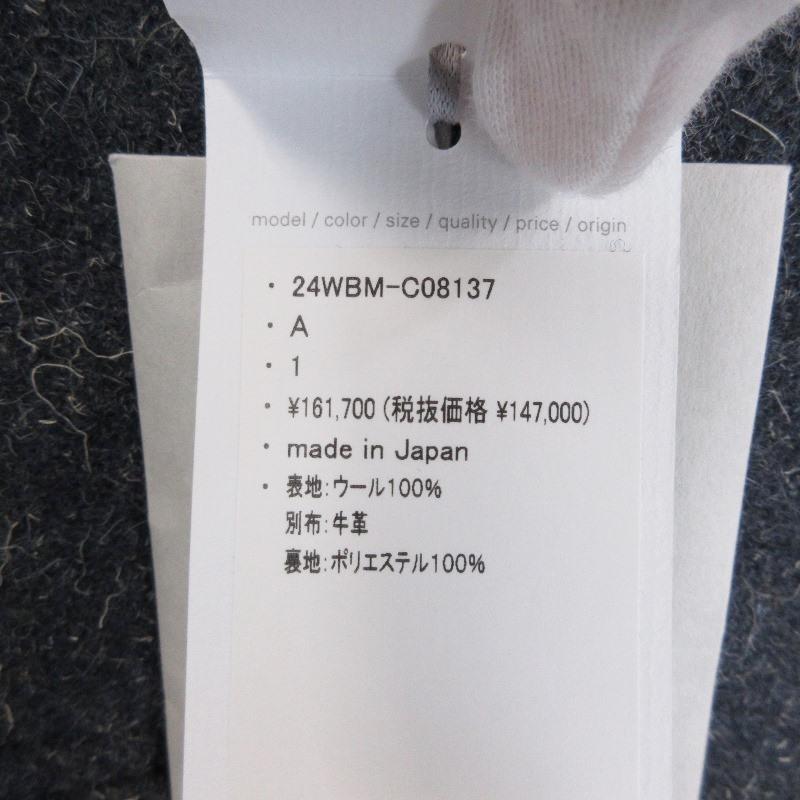 model / color / size / quality / price / origin
・ 24WBM-C08137
・ A
・ 1
・ ¥161,700 (税抜価格 ¥147,000)
・ made in Japan
・ 表地:ウール100%
別布:牛革
裏地:ポリエステル100%